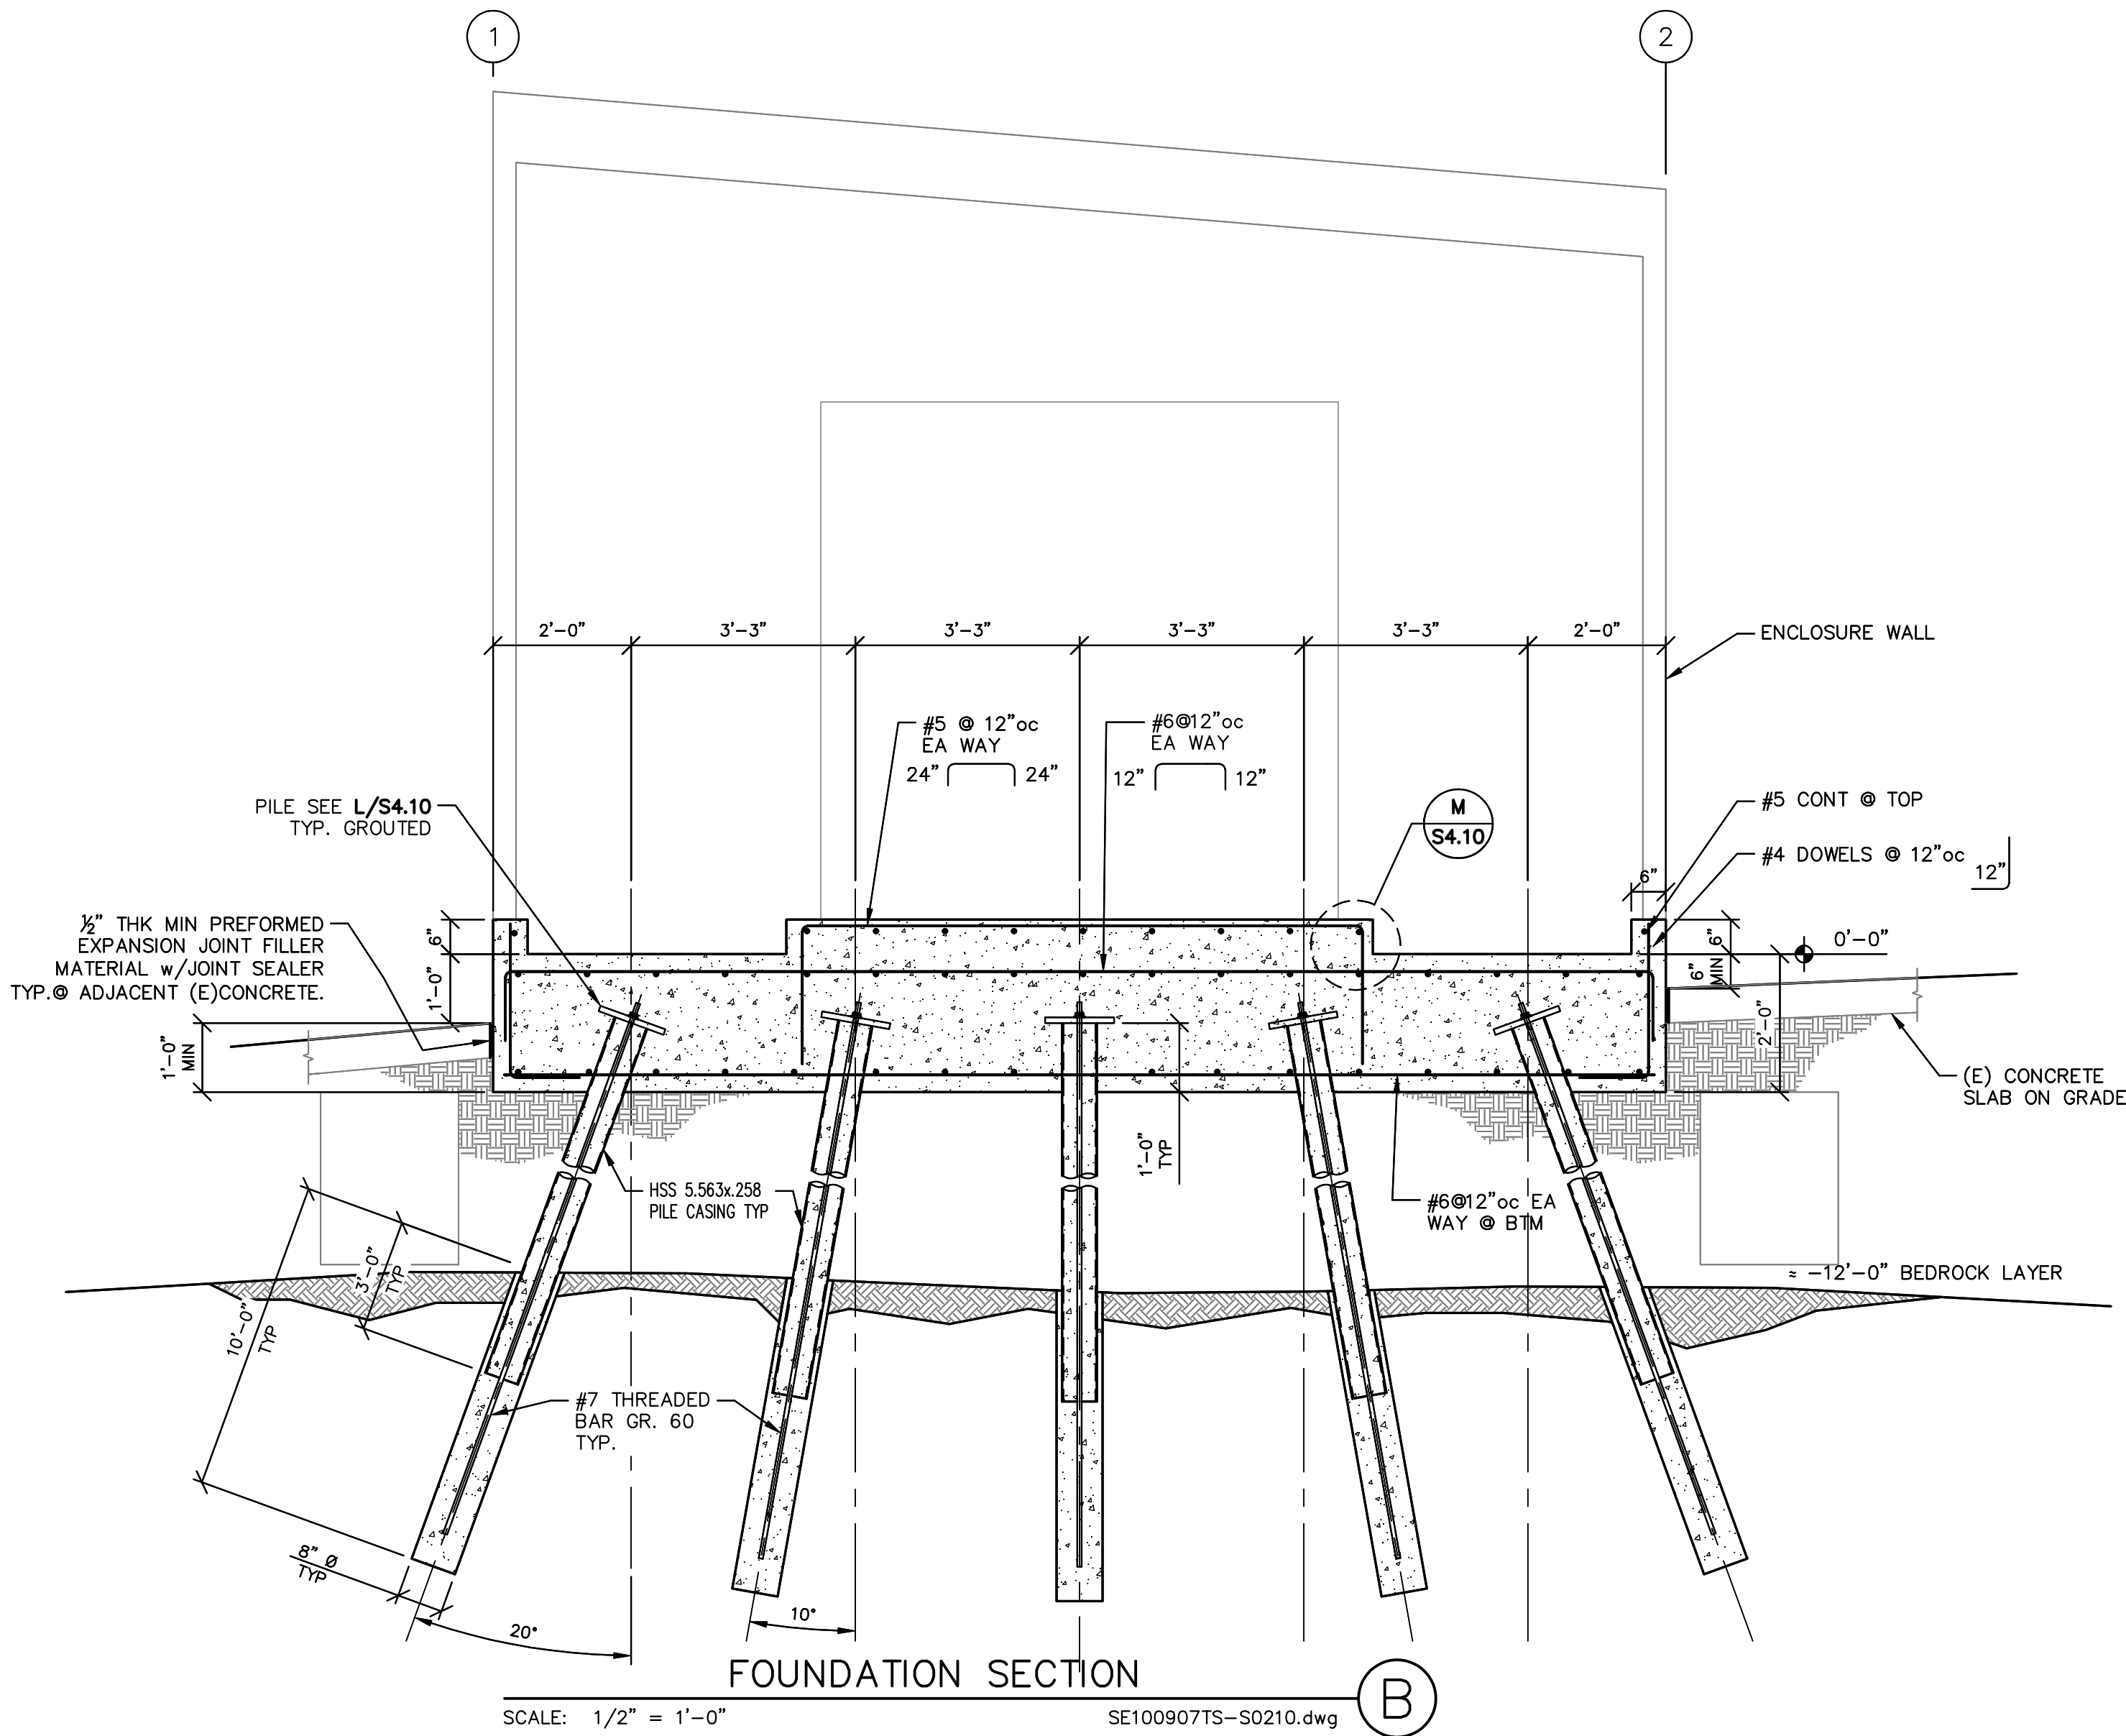 1
2
2'-0"
3'-3"
3'-3"
3'-3"
3'-3"
2'-0"
ENCLOSURE WALL
#5 @ 12"oc
EA WAY
24" 24"
#6@12"oc
EA WAY
12" 12"
M
S4.10
PILE SEE L/S4.10
TYP. GROUTED
#5 CONT @ TOP
#4 DOWELS @ 12"oc
12"
6"
½" THK MIN PREFORMED
EXPANSION JOINT FILLER
MATERIAL w/JOINT SEALER
TYP.@ ADJACENT (E)CONCRETE.
6"
1'-0"
1'-0"
MIN
6"
6"
MIN
0'-0"
2'-0"
(E) CONCRETE
SLAB ON GRADE
1'-0"
TYP
HSS 5.563x.258
PILE CASING TYP
#6@12"oc EA
WAY @ BTM
≈ -12'-0" BEDROCK LAYER
3'-0"
TYP
10'-0"
TYP
#7 THREADED
BAR GR. 60
TYP.
8" Ø
TYP
20°
10°
FOUNDATION SECTION
B
SCALE: 1/2" = 1'-0"
SE100907TS-S0210.dwg